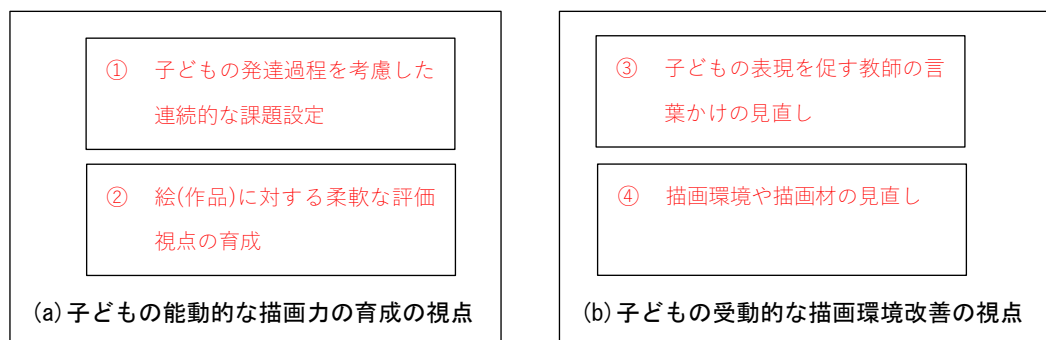 ① 子どもの発達過程を考慮した
連続的な課題設定
② 絵(作品)に対する柔軟な評価
視点の育成
(a)子どもの能動的な描画力の育成の視点
③ 子どもの表現を促す教師の言
葉かけの見直し
④ 描画環境や描画材の見直し
(b)子どもの受動的な描画環境改善の視点